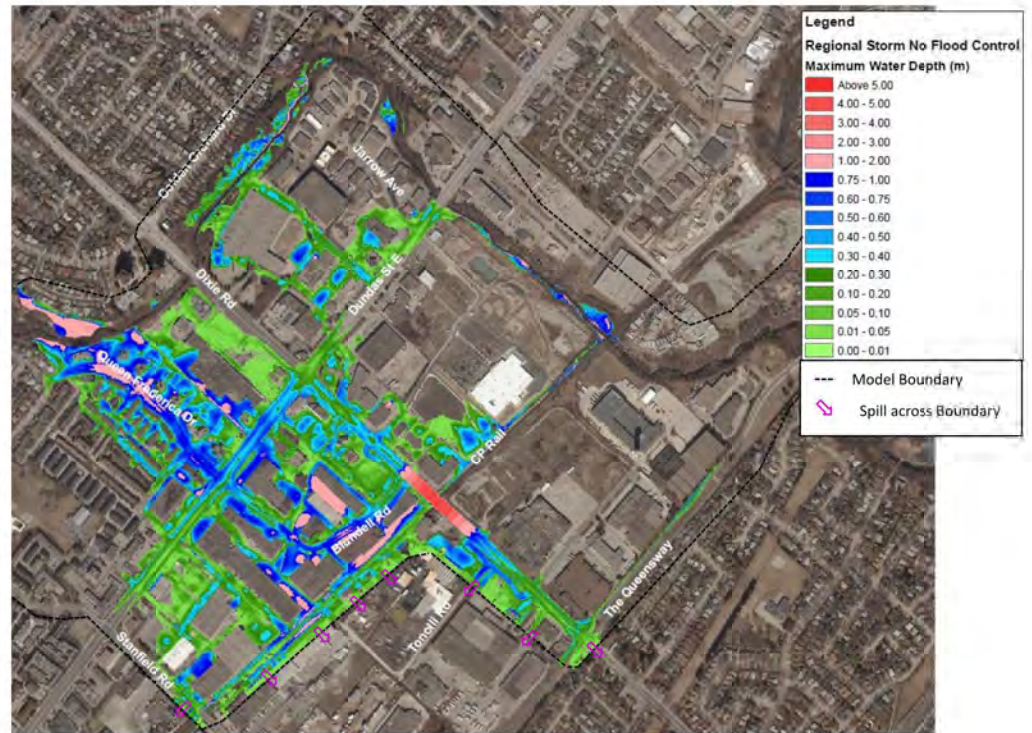 Legend
Regional Storm No Flood Control
Maximum Water Depth (m)
Above 5.00
4.00 - 5.00
3.00 - 4.00
2.00 - 3.00
1.00 - 2.00
0.75 - 1.00
0.60 - 0.75
0.50 - 0.60
0.40 - 0.50
0.30 - 0.40
0.20 - 0.30
0.10 - 0.20
0.05 - 0.10
0.01 - 0.05
0.00 - 0.01
Model Boundary
Spill across Boundary
Jarrow Ave
Dixie Rd
Dundas St E
Queen Frederica Dr
CP Rail
Blundell Rd
The Queensway
Tonolli Rd
Stanfield Rd